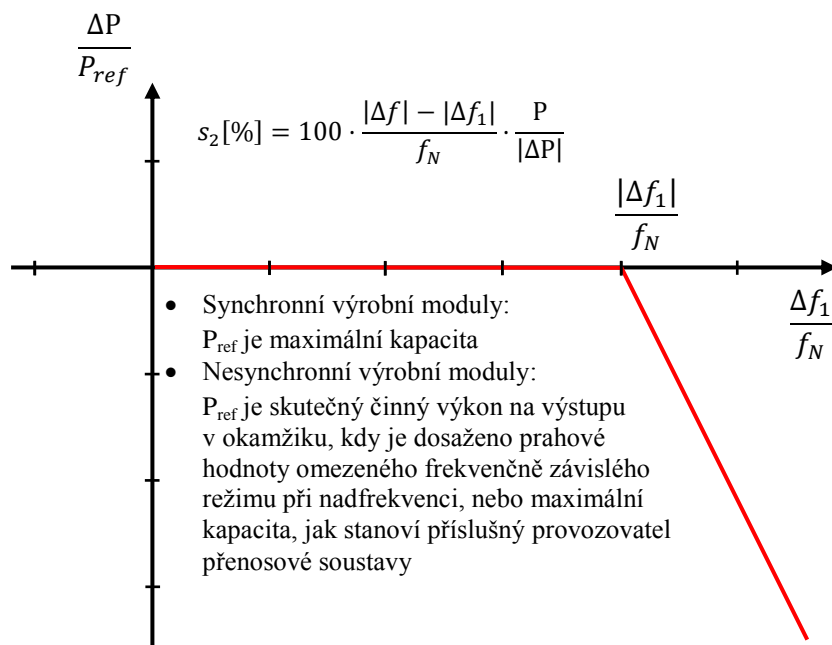 ΔP
P_ref
s₂[%] = 100 · (|Δf| − |Δf₁|)/f_N · P/|ΔP|
|Δf₁|
f_N
Δf₁
f_N
• Synchronní výrobní moduly:
P_ref je maximální kapacita
• Nesynchronní výrobní moduly:
P_ref je skutečný činný výkon na výstupu
v okamžiku, kdy je dosaženo prahové
hodnoty omezeného frekvenčně závislého
režimu při nadfrekvenci, nebo maximální
kapacita, jak stanoví příslušný provozovatel
přenosové soustavy